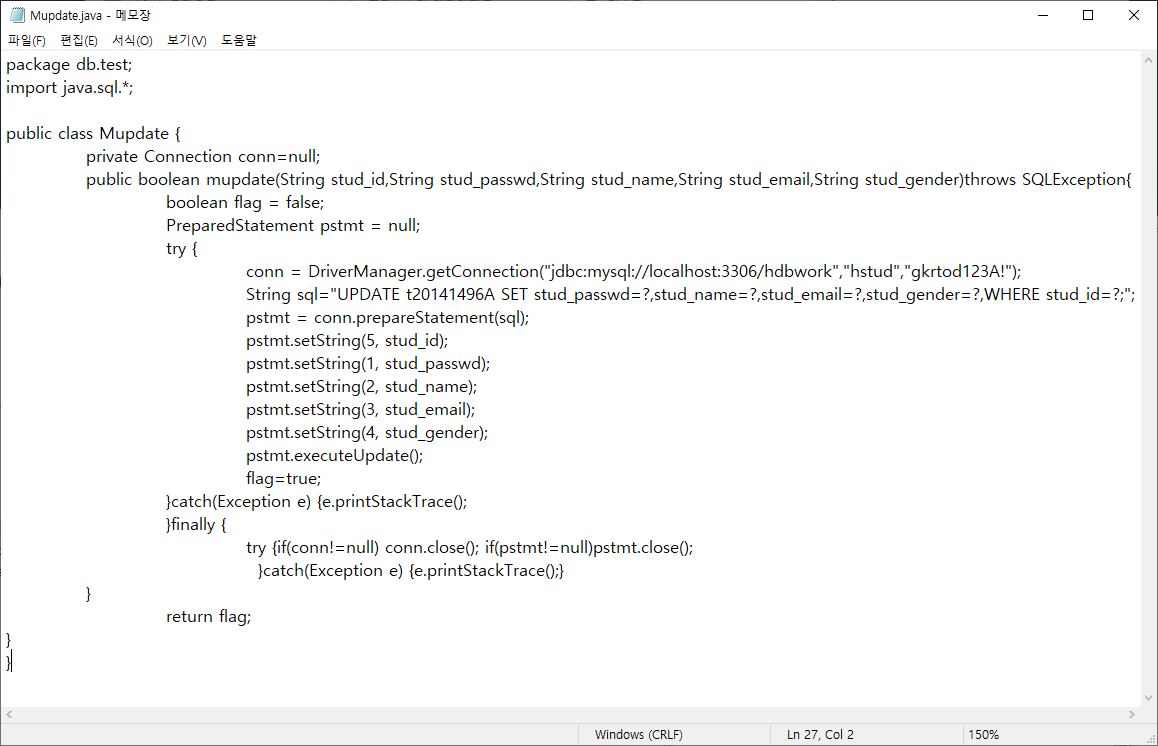 Mupdate.java - 메모장
파일(F) 편집(E) 서식(O) 보기(V) 도움말
package db.test;
import java.sql.*;

public class Mupdate {
private Connection conn=null;
public boolean mupdate(String stud_id,String stud_passwd,String stud_name,String stud_email,String stud_gender)throws SQLException{
boolean flag = false;
PreparedStatement pstmt = null;
try {
conn = DriverManager.getConnection("jdbc:mysql://localhost:3306/hdbwork","hstud","gkrtod123A!");
String sql="UPDATE t20141496A SET stud_passwd=?,stud_name=?,stud_email=?,stud_gender=?,WHERE stud_id=?;";
pstmt = conn.prepareStatement(sql);
pstmt.setString(5, stud_id);
pstmt.setString(1, stud_passwd);
pstmt.setString(2, stud_name);
pstmt.setString(3, stud_email);
pstmt.setString(4, stud_gender);
pstmt.executeUpdate();
flag=true;
}catch(Exception e) {e.printStackTrace();
}finally {
try {if(conn!=null) conn.close(); if(pstmt!=null)pstmt.close();
}catch(Exception e) {e.printStackTrace();}
}
return flag;
}
}
Windows (CRLF) Ln 27, Col 2 150%